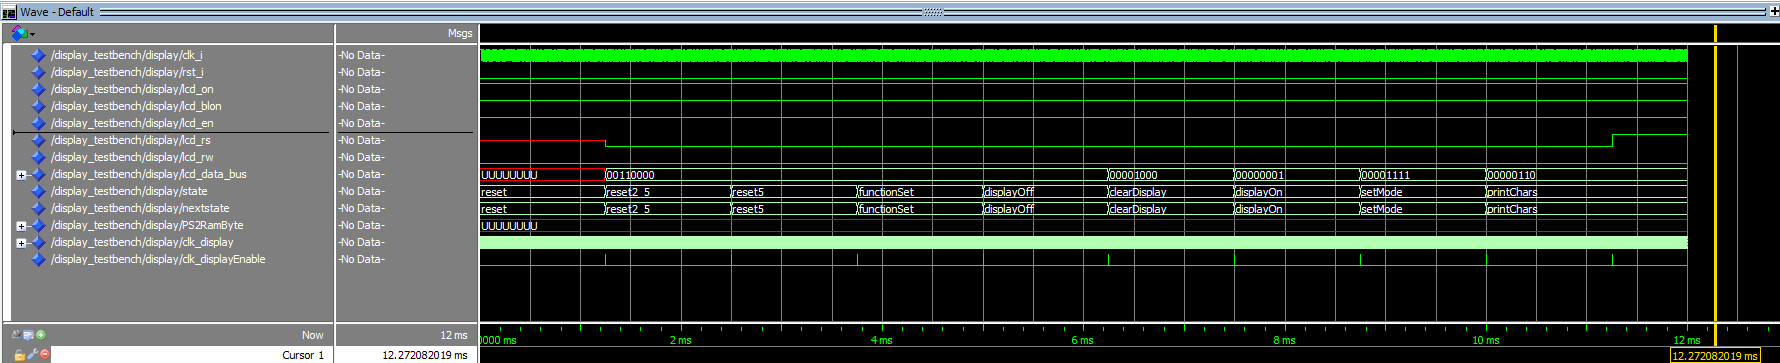 Wave - Default
Msgs
/display_testbench/display/clk_i -No Data-
/display_testbench/display/rst_i -No Data-
/display_testbench/display/lcd_on -No Data-
/display_testbench/display/lcd_blon -No Data-
/display_testbench/display/lcd_en -No Data-
/display_testbench/display/lcd_rs -No Data-
/display_testbench/display/lcd_rw -No Data-
/display_testbench/display/lcd_data_bus -No Data- UUUUUUUU 00110000 00001000 00000001 00001111 00000110
/display_testbench/display/state -No Data- reset reset2_5 reset5 functionSet displayOff clearDisplay displayOn setMode printChars
/display_testbench/display/nextstate -No Data- reset reset2_5 reset5 functionSet displayOff clearDisplay displayOn setMode printChars
/display_testbench/display/PS2RamByte -No Data- UUUUUUUU
/display_testbench/display/clk_display -No Data-
/display_testbench/display/clk_displayEnable -No Data-
Now 12 ms 0000 ms 2 ms 4 ms 6 ms 8 ms 10 ms 12 ms
Cursor 1 12.272082019 ms 12.272082019 ms